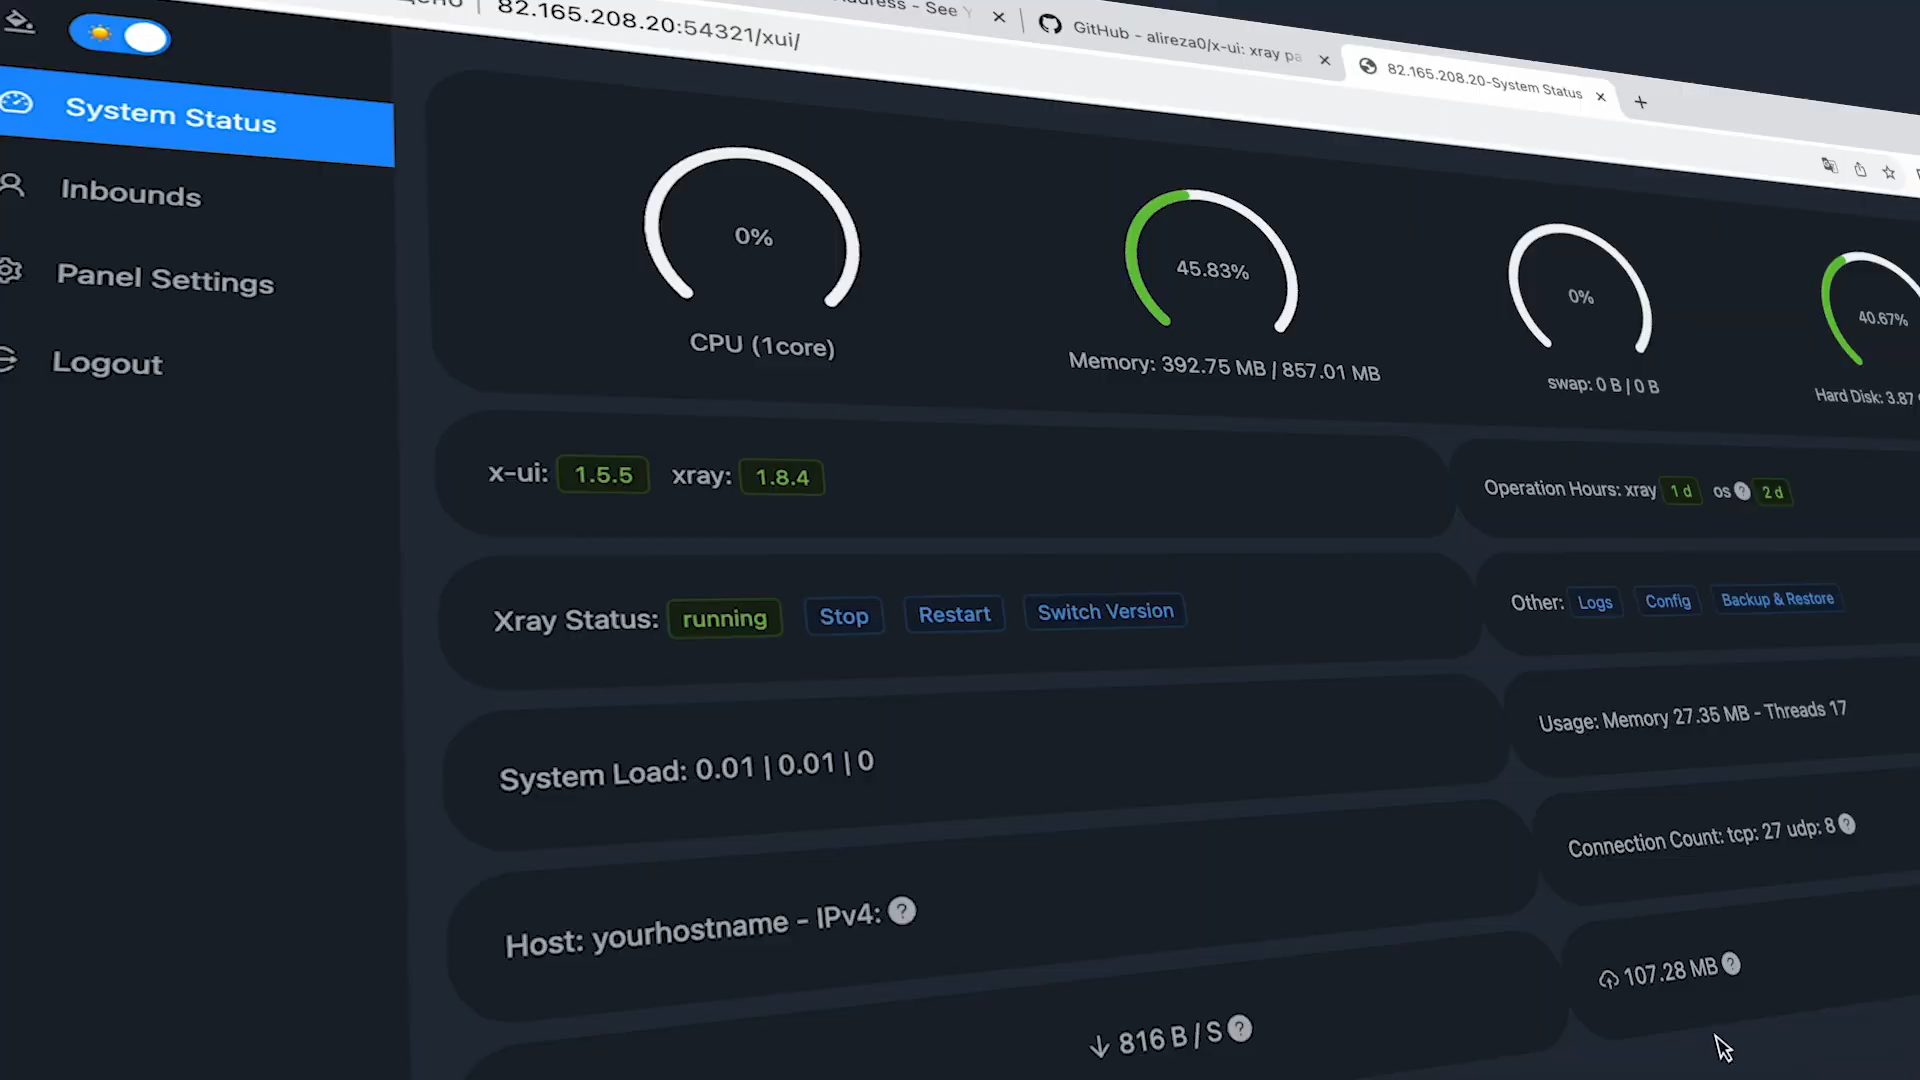 82.165.208.20:54321/xui/
- See
GitHub - alireza0/x-ui: xray pa
82.165.208.20-System Status
System Status
Inbounds
Panel Settings
Logout
0%
CPU (1core)
45.83%
Memory: 392.75 MB | 857.01 MB
0%
swap: 0 B | 0 B
40.67%
Hard Disk: 3.87
x-ui: 1.5.5 xray: 1.8.4
Operation Hours: xray 1 d os 2 d
Xray Status: running Stop Restart Switch Version
Other: Logs Config Backup & Restore
System Load: 0.01 | 0.01 | 0
Usage: Memory 27.35 MB - Threads 17
Host: yourhostname - IPv4:
Connection Count: tcp: 27 udp: 8
816 B / S
107.28 MB